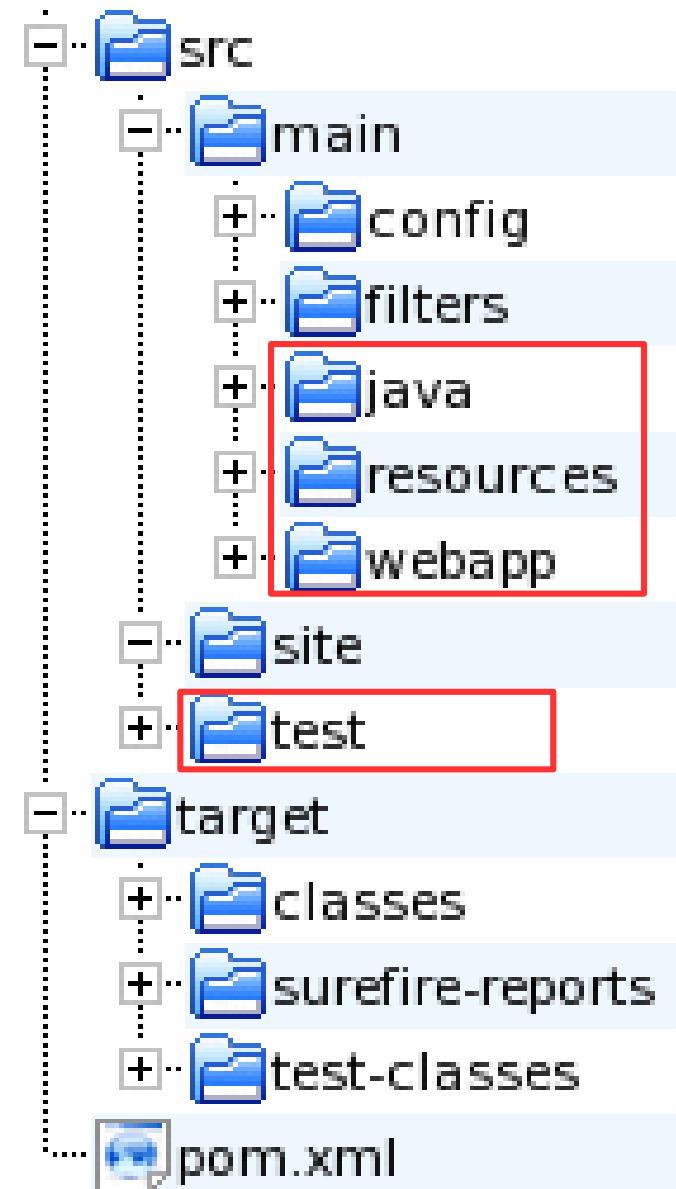 src
main
config
filters
java
resources
webapp
site
test
target
classes
surefire-reports
test-classes
pom.xml